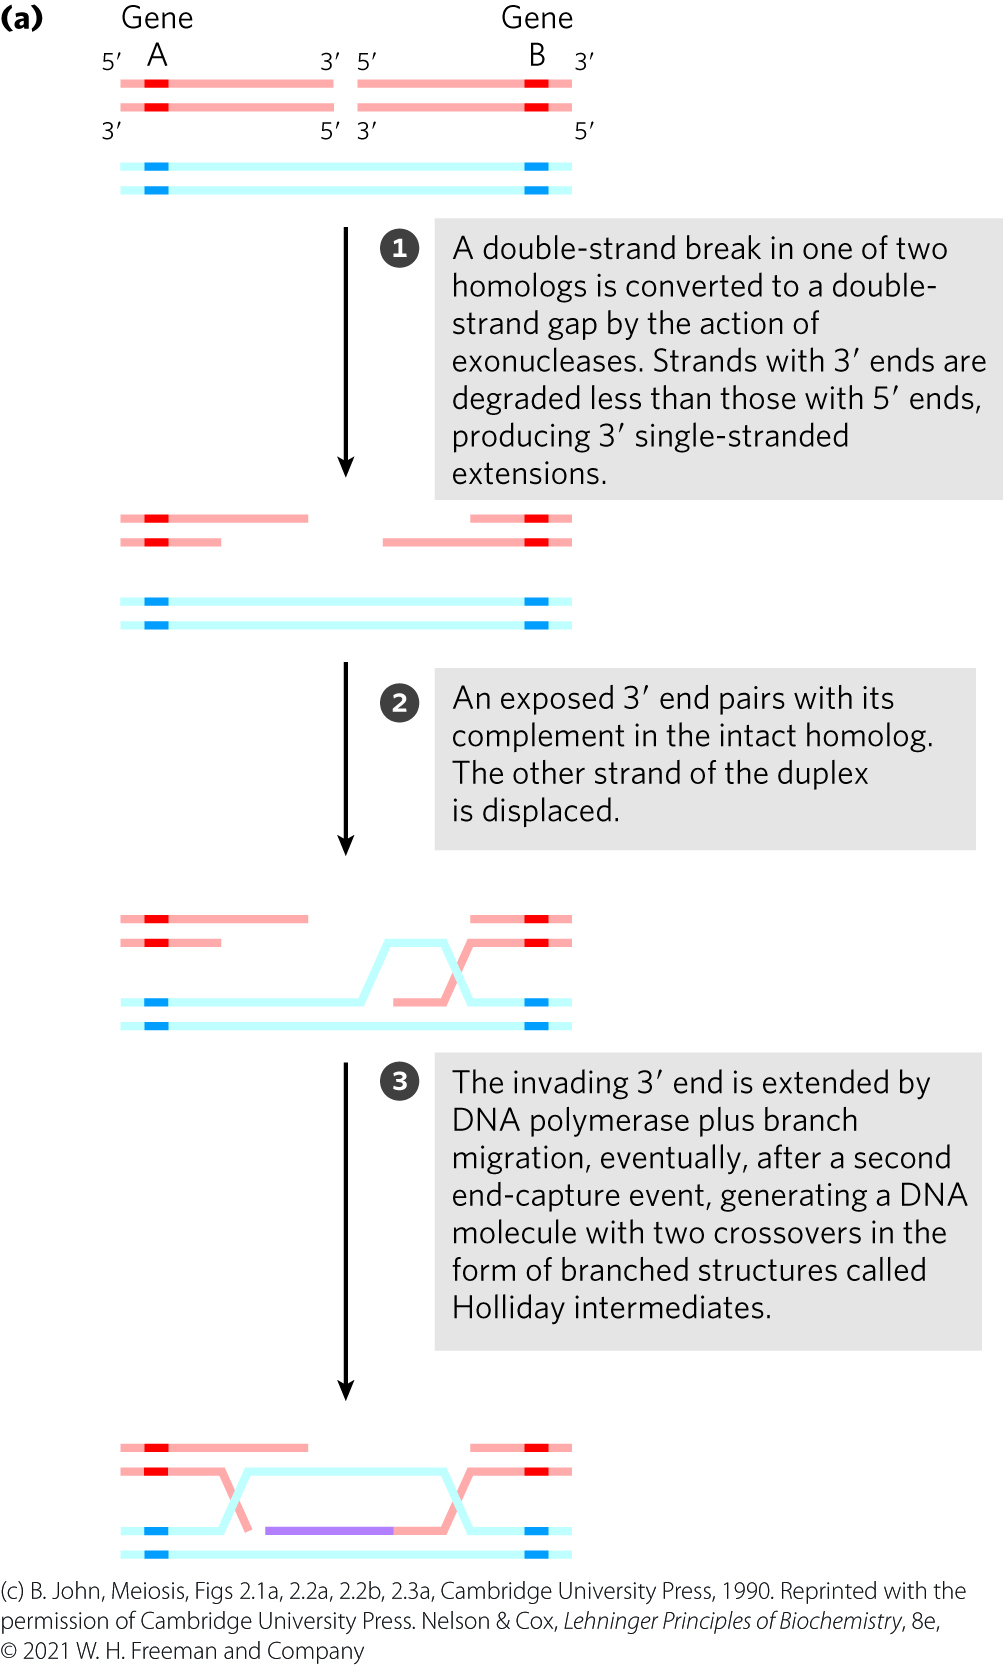 (a)
Gene Gene
A B
5′ 3′ 5′ 3′
3′ 5′ 3′ 5′
1 A double-strand break in one of two
homologs is converted to a double-
strand gap by the action of
exonucleases. Strands with 3′ ends are
degraded less than those with 5′ ends,
producing 3′ single-stranded
extensions.
2 An exposed 3′ end pairs with its
complement in the intact homolog.
The other strand of the duplex
is displaced.
3 The invading 3′ end is extended by
DNA polymerase plus branch
migration, eventually, after a second
end-capture event, generating a DNA
molecule with two crossovers in the
form of branched structures called
Holliday intermediates.
(c) B. John, Meiosis, Figs 2.1a, 2.2a, 2.2b, 2.3a, Cambridge University Press, 1990. Reprinted with the
permission of Cambridge University Press. Nelson & Cox, Lehninger Principles of Biochemistry, 8e,
© 2021 W. H. Freeman and Company